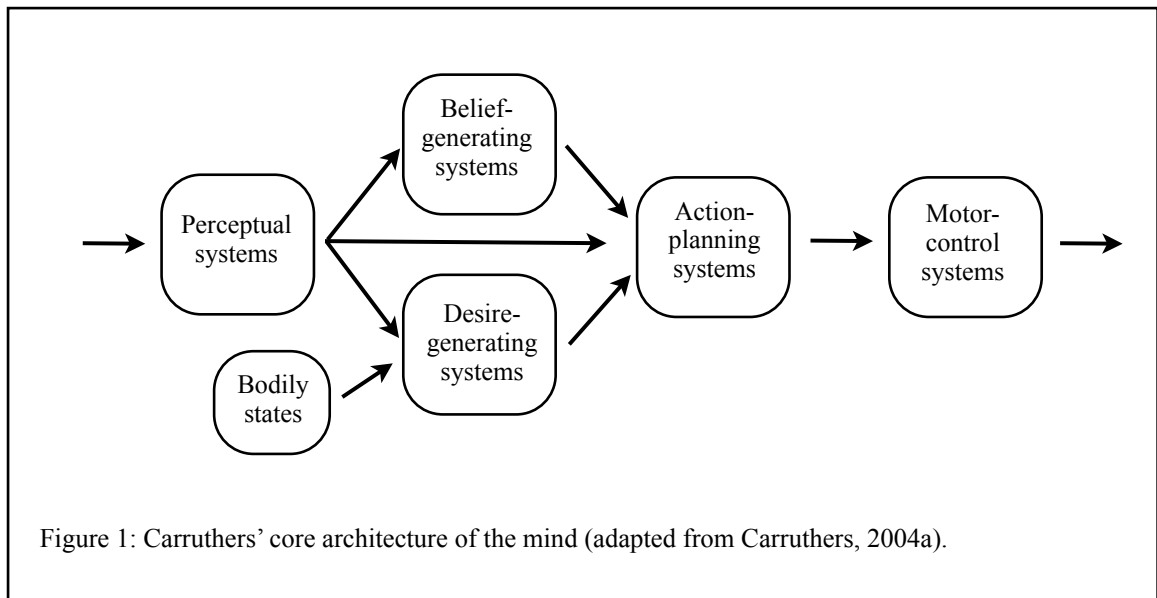 Belief-
generating
systems
Perceptual
systems
Action-
planning
systems
Motor-
control
systems
Desire-
generating
systems
Bodily
states
Figure 1: Carruthers’ core architecture of the mind (adapted from Carruthers, 2004a).